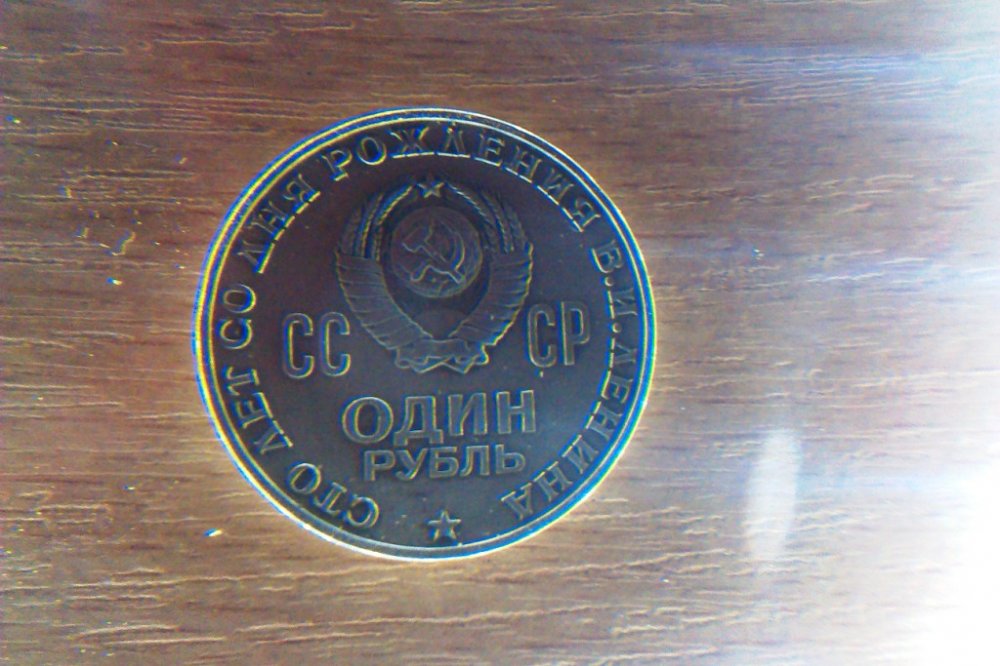 СТО ЛЕТ СО ДНЯ РОЖДЕНИЯ В.И.ЛЕНИНА
СС СР
ОДИН
РУБЛЬ